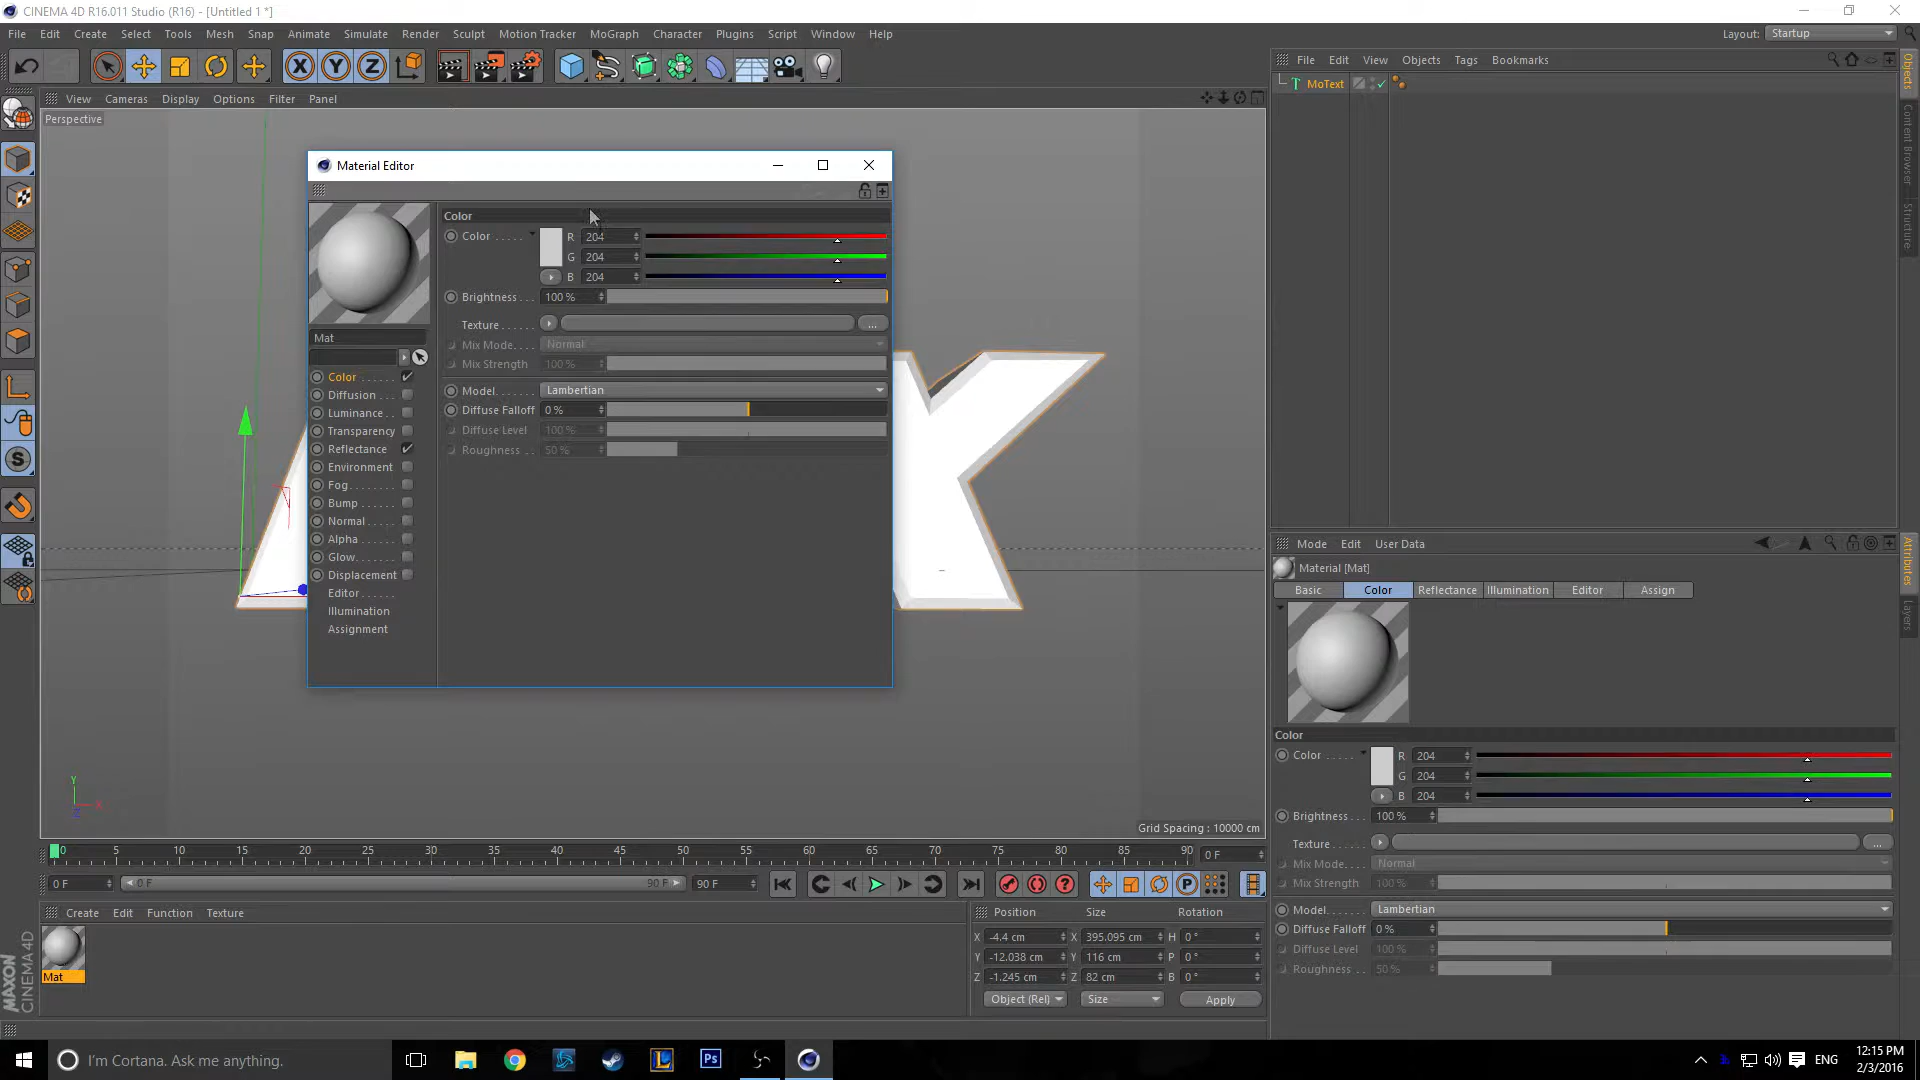 CINEMA 4D R16.011 Studio (R16) - [Untitled 1 *]
File Edit Create Select Tools Mesh Snap Animate Simulate Render Sculpt Motion Tracker MoGraph Character Plugins Script Window Help
Layout: Startup
X Y Z
View Cameras Display Options Filter Panel
Perspective
File Edit View Objects Tags Bookmarks
MoText
Objects
Content Browser
Structure
Material Editor
Color
Color R 204
G 204
B 204
Brightness 100 %
Texture ...
Mix Mode Normal
Mix Strength 100 %
Model Lambertian
Diffuse Falloff 0 %
Diffuse Level 100 %
Roughness 50 %
Mat
Color
Diffusion
Luminance
Transparency
Reflectance
Environment
Fog
Bump
Normal
Alpha
Glow
Displacement
Editor
Illumination
Assignment
Y
X
Z
Grid Spacing : 10000 cm
Mode Edit User Data
Material [Mat]
Basic Color Reflectance Illumination Editor Assign
Attributes
Layers
Color
Color R 204
G 204
B 204
Brightness 100 %
Texture ...
Mix Mode Normal
Mix Strength 100 %
Model Lambertian
Diffuse Falloff 0 %
Diffuse Level 100 %
Roughness 50 %
0 5 10 15 20 25 30 35 40 45 50 55 60 65 70 75 80 85 90 0 F
0 F 0 F 90 F 90 F
Create Edit Function Texture
Mat
MAXON
CINEMA 4D
Position Size Rotation
X -4.4 cm X 395.095 cm H 0 °
Y -12.038 cm Y 116 cm P 0 °
Z -1.245 cm Z 82 cm B 0 °
Object (Rel) Size Apply
I'm Cortana. Ask me anything.
Ps
ENG
12:15 PM
2/3/2016